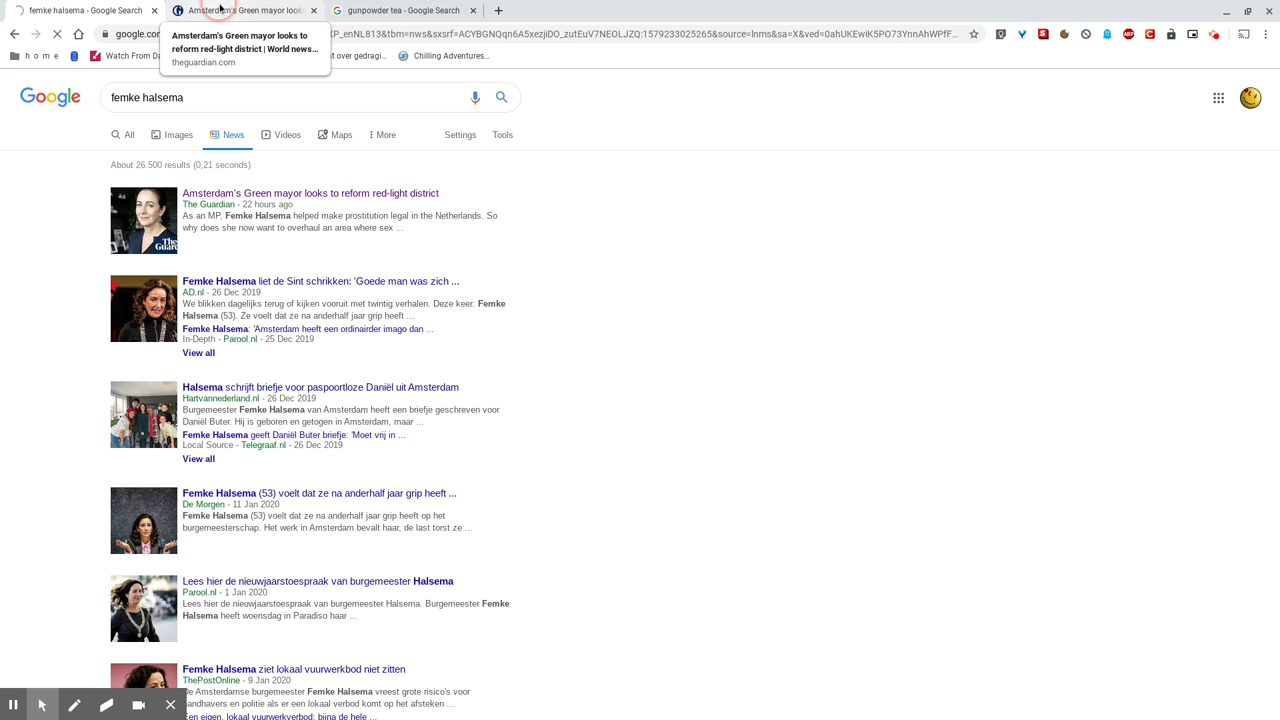 femke halsema - Google Search
Amsterdam's Green mayor looks
gunpowder tea - Google Search
google.com
XP_enNL813&tbm=nws&sxsrf=ACYBGNQqn6A5xezjiDO_zutEuV7NEOLJZQ:1579233025265&source=lnms&sa=X&ved=0ahUKEwiK5PO73YnnAhWPfF…
Amsterdam's Green mayor looks to
reform red-light district | World news…
theguardian.com
h o m e
Watch From Da
t over gedragi…
Chilling Adventures…
Google
femke halsema
All
Images
News
Videos
Maps
More
Settings
Tools
About 26.500 results (0,21 seconds)
Amsterdam's Green mayor looks to reform red-light district
The Guardian - 22 hours ago
As an MP, Femke Halsema helped make prostitution legal in the Netherlands. So
why does she now want to overhaul an area where sex ...
Femke Halsema liet de Sint schrikken: 'Goede man was zich ...
AD.nl - 26 Dec 2019
We blikken dagelijks terug of kijken vooruit met twintig verhalen. Deze keer: Femke
Halsema (53). Ze voelt dat ze na anderhalf jaar grip heeft ...
Femke Halsema: 'Amsterdam heeft een ordinairder imago dan ...
In-Depth - Parool.nl - 25 Dec 2019
View all
Halsema schrijft briefje voor paspoortloze Daniël uit Amsterdam
Hartvannederland.nl - 26 Dec 2019
Burgemeester Femke Halsema van Amsterdam heeft een briefje geschreven voor
Daniël Buter. Hij is geboren en getogen in Amsterdam, maar ...
Femke Halsema geeft Daniël Buter briefje: 'Moet vrij in ...
Local Source - Telegraaf.nl - 26 Dec 2019
View all
Femke Halsema (53) voelt dat ze na anderhalf jaar grip heeft ...
De Morgen - 11 Jan 2020
Femke Halsema (53) voelt dat ze na anderhalf jaar grip heeft op het
burgemeesterschap. Het werk in Amsterdam bevalt haar, de last torst ze ...
Lees hier de nieuwjaarstoespraak van burgemeester Halsema
Parool.nl - 1 Jan 2020
Lees hier de nieuwjaarstoespraak van burgemeester Halsema. Burgemeester Femke
Halsema heeft woensdag in Paradiso haar ...
Femke Halsema ziet lokaal vuurwerkbod niet zitten
ThePostOnline - 9 Jan 2020
De Amsterdamse burgemeester Femke Halsema vreest grote risico's voor
andhavers en politie als er een lokaal verbod komt op het afsteken ...
Een eigen, lokaal vuurwerkverbod: bijna de hele ...